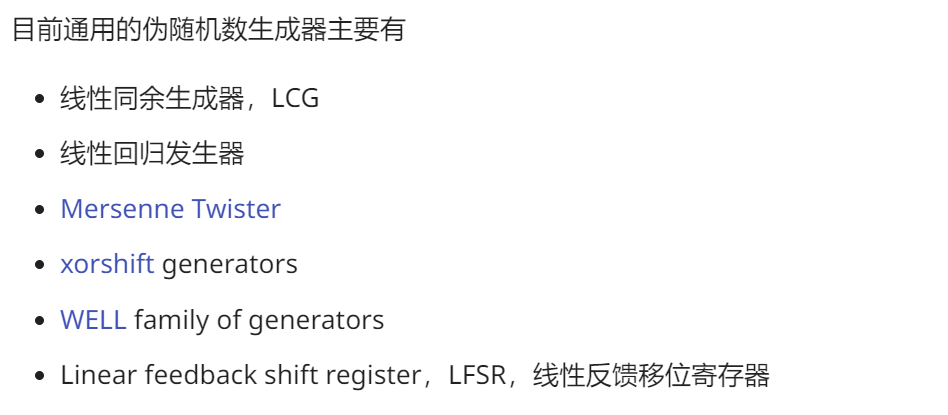 目前通用的伪随机数生成器主要有
线性同余生成器，LCG
线性回归发生器
Mersenne Twister
xorshift generators
WELL family of generators
Linear feedback shift register，LFSR，线性反馈移位寄存器